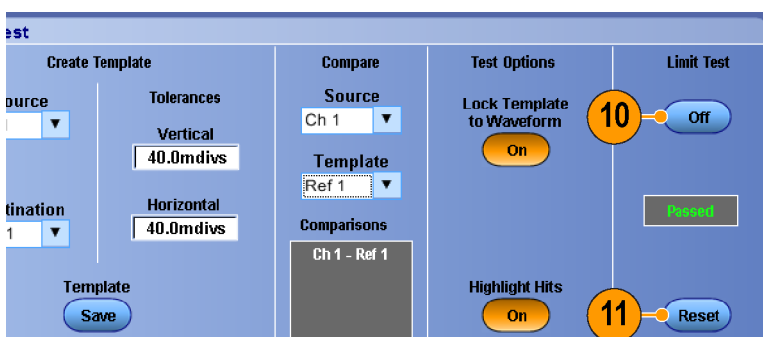 est
Create Template
Compare
Test Options
Limit Test
ource
Tolerances
Vertical
40.0mdivs
Horizontal
40.0mdivs
tination
1
Template
Save
Source
Ch 1
Template
Ref 1
Comparisons
Ch 1 - Ref 1
Lock Template
to Waveform
On
Highlight Hits
On
10
Off
Passed
11
Reset